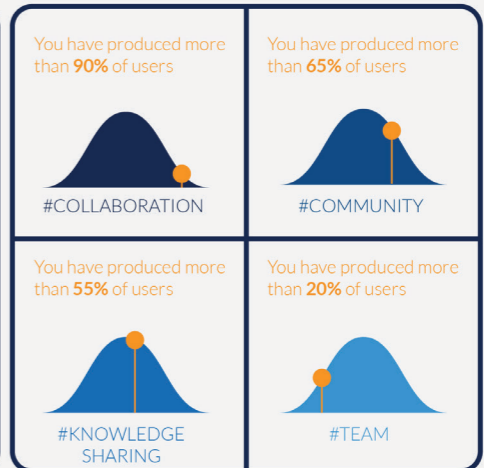 You have produced more
than 90% of users
#COLLABORATION
You have produced more
than 65% of users
#COMMUNITY
You have produced more
than 55% of users
#KNOWLEDGE
SHARING
You have produced more
than 20% of users
#TEAM